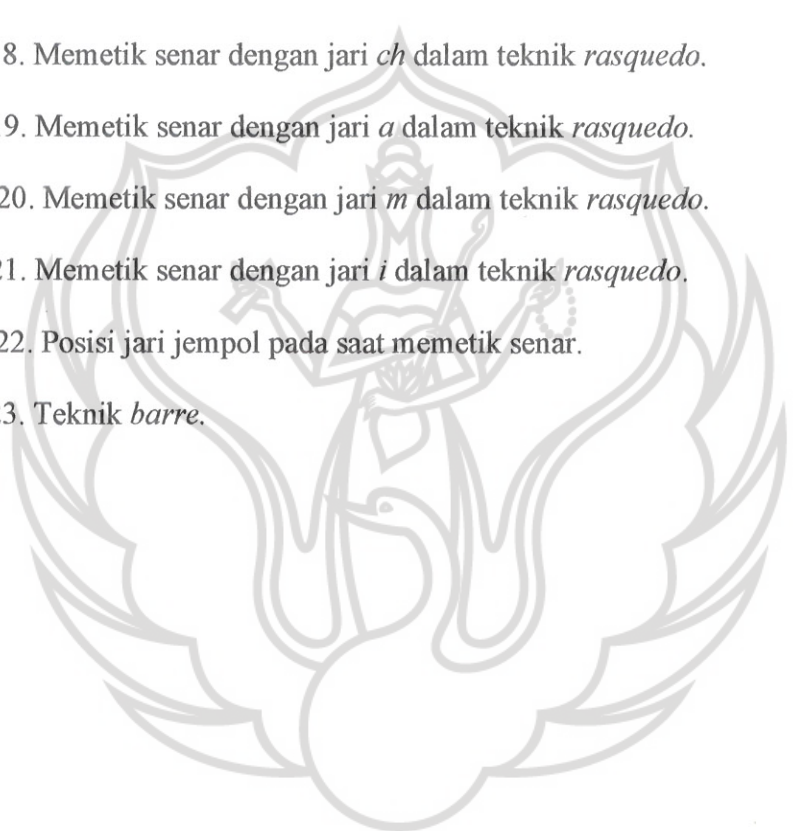 8. Memetik senar dengan jari ch dalam teknik rasquedo.
9. Memetik senar dengan jari a dalam teknik rasquedo.
20. Memetik senar dengan jari m dalam teknik rasquedo.
1. Memetik senar dengan jari i dalam teknik rasquedo.
22. Posisi jari jempol pada saat memetik senar.
3. Teknik barre.